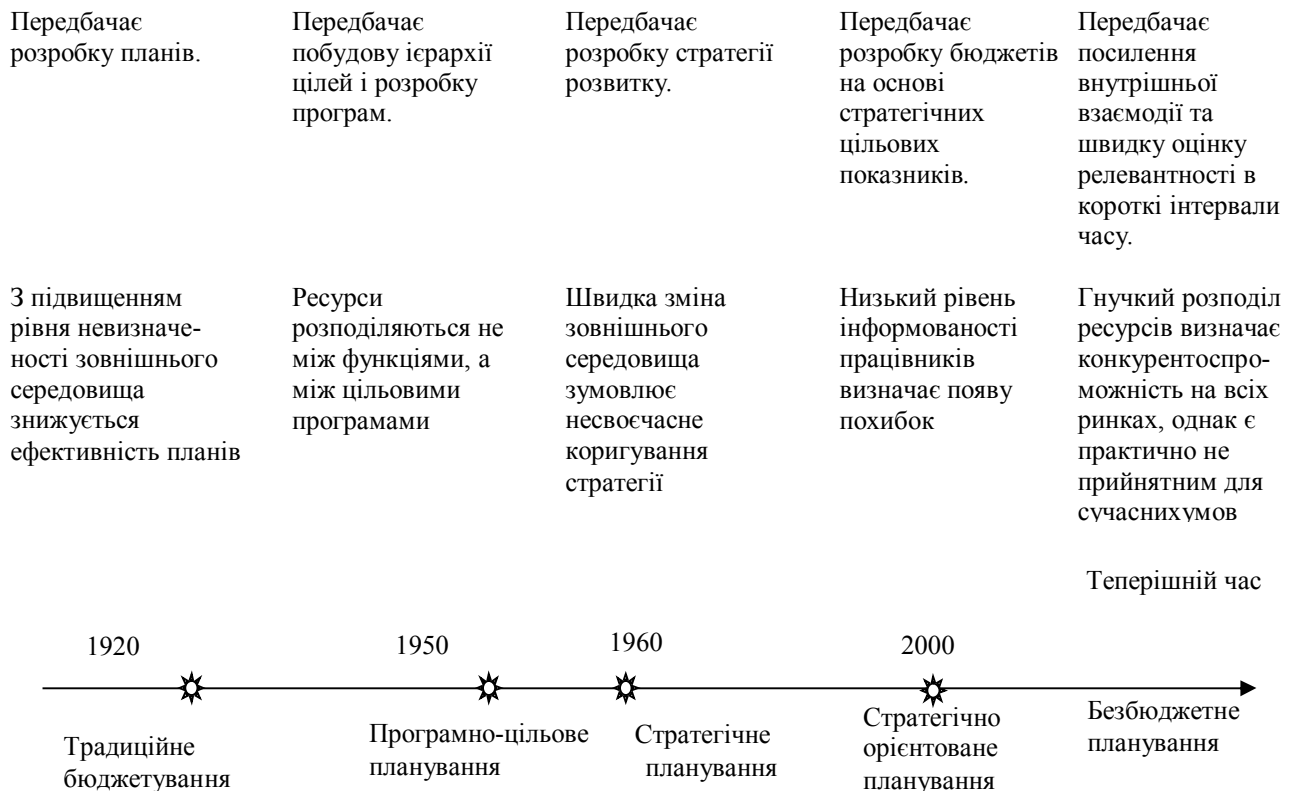 Передбачає
розробку планів.
Передбачає
побудову ієрархії
цілей і розробку
програм.
Передбачає
розробку стратегії
розвитку.
Передбачає
розробку бюджетів
на основі
стратегічних
цільових
показників.
Передбачає
посилення
внутрішньої
взаємодії та
швидку оцінку
релевантності в
короткі інтервали
часу.
З підвищенням
рівня невизначе-
ності зовнішнього
середовища
знижується
ефективність планів
Ресурси
розподіляються не
між функціями, а
між цільовими
програмами
Швидка зміна
зовнішнього
середовища
зумовлює
несвоєчасне
коригування
стратегії
Низький рівень
інформованості
працівників
визначає появу
похибок
Гнучкий розподіл
ресурсів визначає
конкурентоспро-
можність на всіх
ринках, однак є
практично не
прийнятним для
сучаснихумов
Теперішній час
1920
1950
1960
2000
Традиційне
бюджетування
Програмно-цільове
планування
Стратегічне
планування
Стратегічно
орієнтоване
планування
Безбюджетне
планування